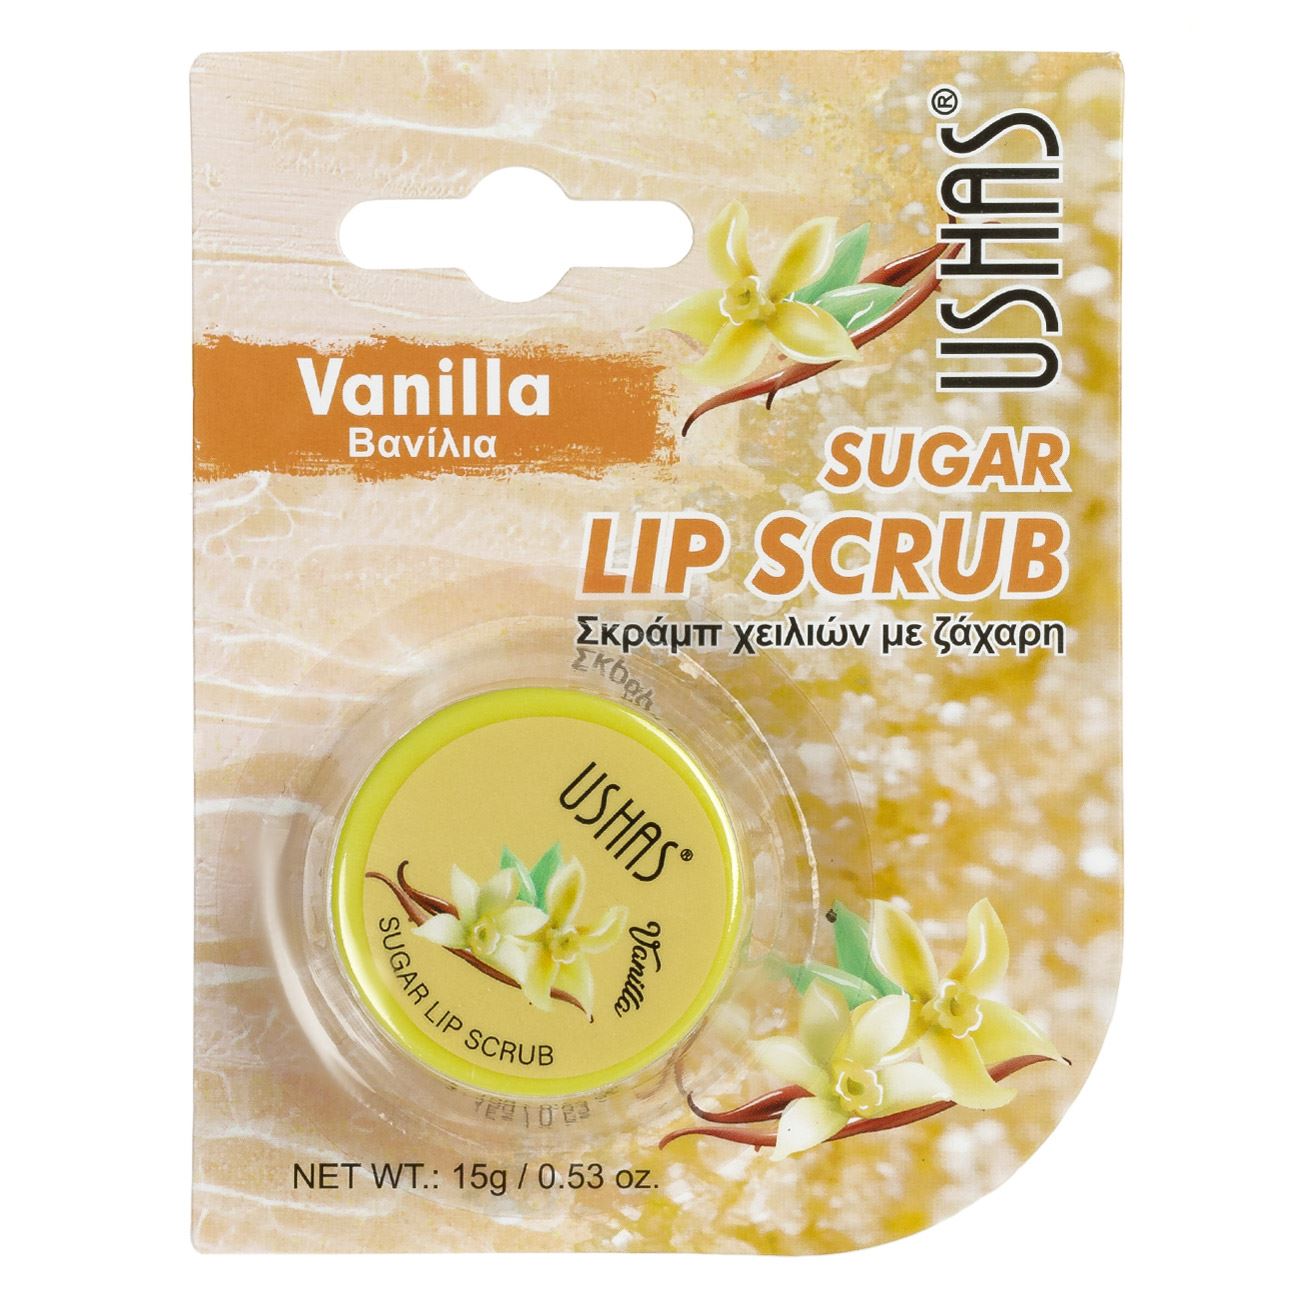 USHAS®
Vanilla
Βανίλια
SUGAR
LIP SCRUB
Σκράμπ χειλιών με ζάχαρη
USHAS®
Vanilla
SUGAR LIP SCRUB
NET WT.: 15g / 0.53 oz.